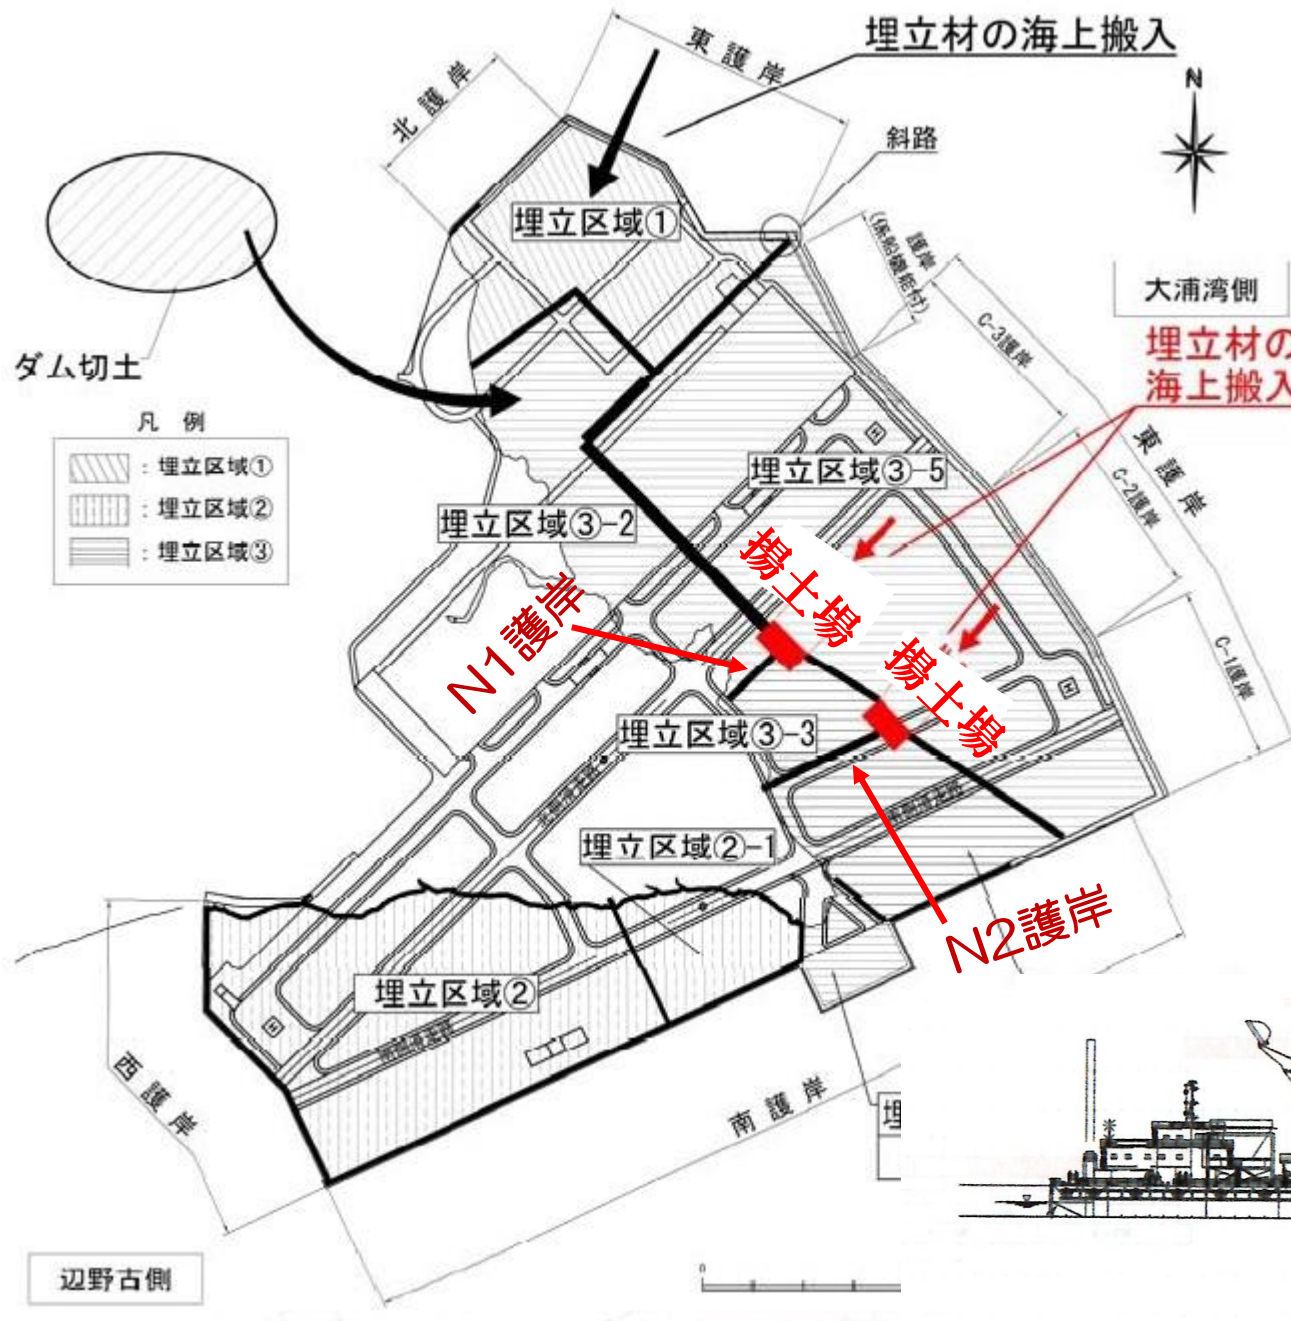 埋立材の海上搬入
東護岸
北護岸
N
斜路
埋立区域①
護岸
(係船機能付)
大浦湾側
C-3護岸
埋立材の
海上搬入
ダム切土
凡 例
: 埋立区域①
: 埋立区域②
: 埋立区域③
東護岸
C-2護岸
埋立区域③-5
埋立区域③-2
揚土場
N1護岸
揚土場
C-1護岸
埋立区域③-3
埋立区域②-1
N2護岸
埋立区域②
西護岸
南護岸
辺野古側
0
H
H
H